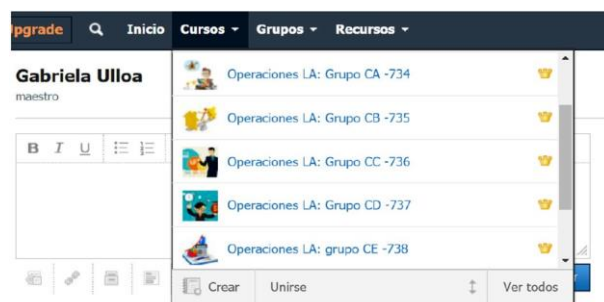 Upgrade Inicio Cursos Grupos Recursos
Gabriela Ulloa
maestro
Operaciones LA: Grupo CA -734
Operaciones LA: Grupo CB -735
Operaciones LA: Grupo CC -736
Operaciones LA: Grupo CD -737
Operaciones LA: grupo CE -738
B I U
Crear Unirse Ver todos